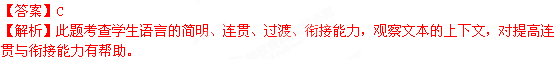 【答案】C
【解析】此题考查学生语言的简明、连贯、过渡、衔接能力，观察文本的上下文，对提高连
贯与衔接能力有帮助。